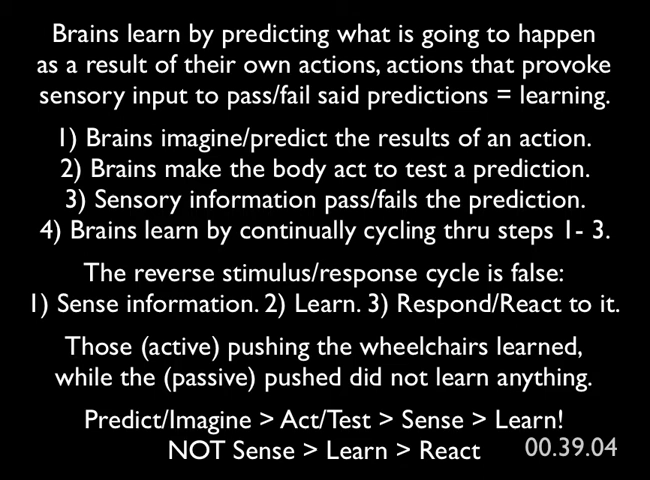 Brains learn by predicting what is going to happen
as a result of their own actions, actions that provoke
sensory input to pass/fail said predictions = learning.
1) Brains imagine/predict the results of an action.
2) Brains make the body act to test a prediction.
3) Sensory information pass/fails the prediction.
4) Brains learn by continually cycling thru steps 1- 3.
The reverse stimulus/response cycle is false:
1) Sense information. 2) Learn. 3) Respond/React to it.
Those (active) pushing the wheelchairs learned,
while the (passive) pushed did not learn anything.
Predict/Imagine > Act/Test > Sense > Learn!
NOT Sense > Learn > React
00.39.04